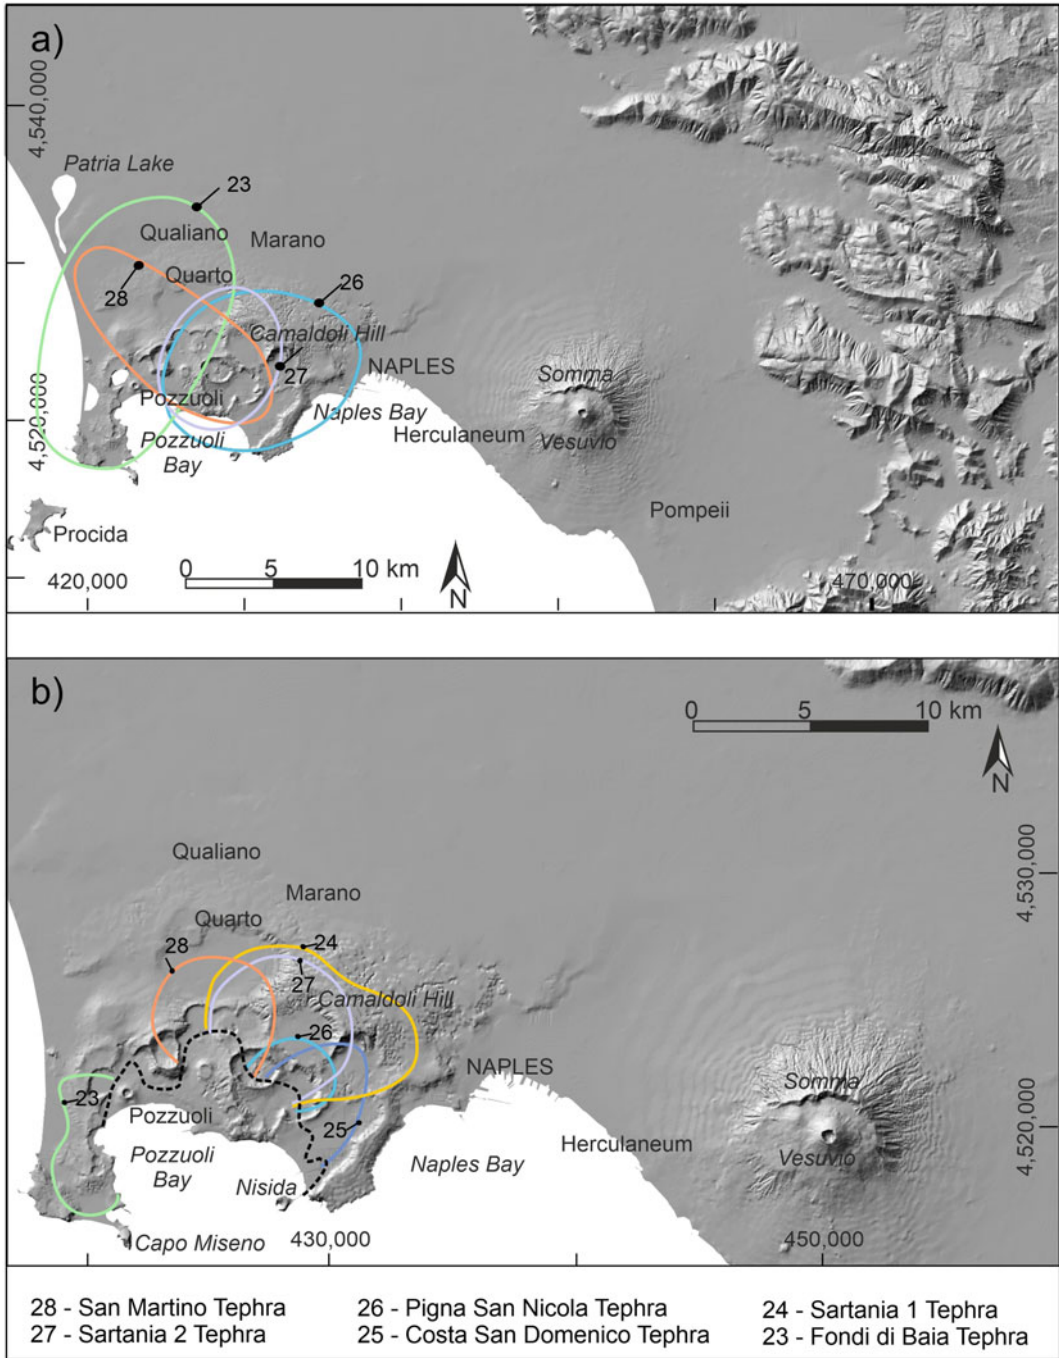 a)
4,540,000
Patria Lake
23
Qualiano
Marano
Quarto
28
26
Camaldoli Hill
27
NAPLES
Pozzuoli
Naples Bay
4,520,000
Pozzuoli
Bay
Herculaneum
Somma
Vesuvio
Pompeii
Procida
420,000
0 5 10 km
N
470,000
b)
0 5 10 km
N
Qualiano
Marano
4,530,000
Quarto
24
28
27
Camaldoli Hill
26
NAPLES
23
Pozzuoli
25
Somma
Herculaneum
Vesuvio
4,520,000
Pozzuoli
Bay
Naples Bay
Nisida
Capo Miseno
430,000
450,000
28 - San Martino Tephra
27 - Sartania 2 Tephra
26 - Pigna San Nicola Tephra
25 - Costa San Domenico Tephra
24 - Sartania 1 Tephra
23 - Fondi di Baia Tephra